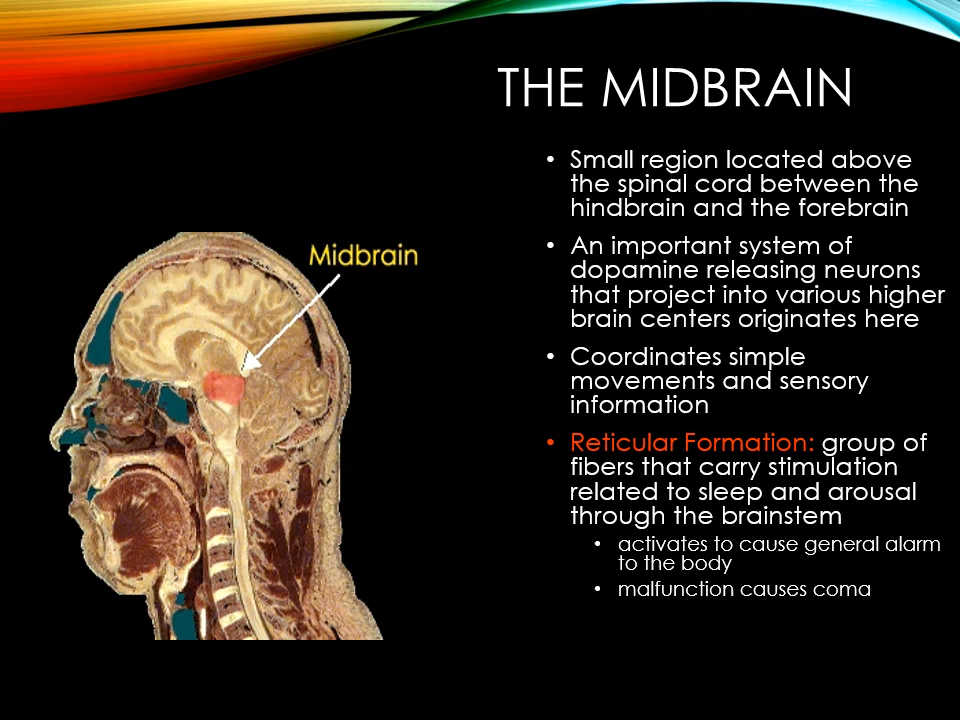 THE MIDBRAIN
• Small region located above
the spinal cord between the
hindbrain and the forebrain
• An important system of
dopamine releasing neurons
that project into various higher
brain centers originates here
• Coordinates simple
movements and sensory
information
• Reticular Formation: group of
fibers that carry stimulation
related to sleep and arousal
through the brainstem
• activates to cause general alarm
to the body
• malfunction causes coma
Midbrain